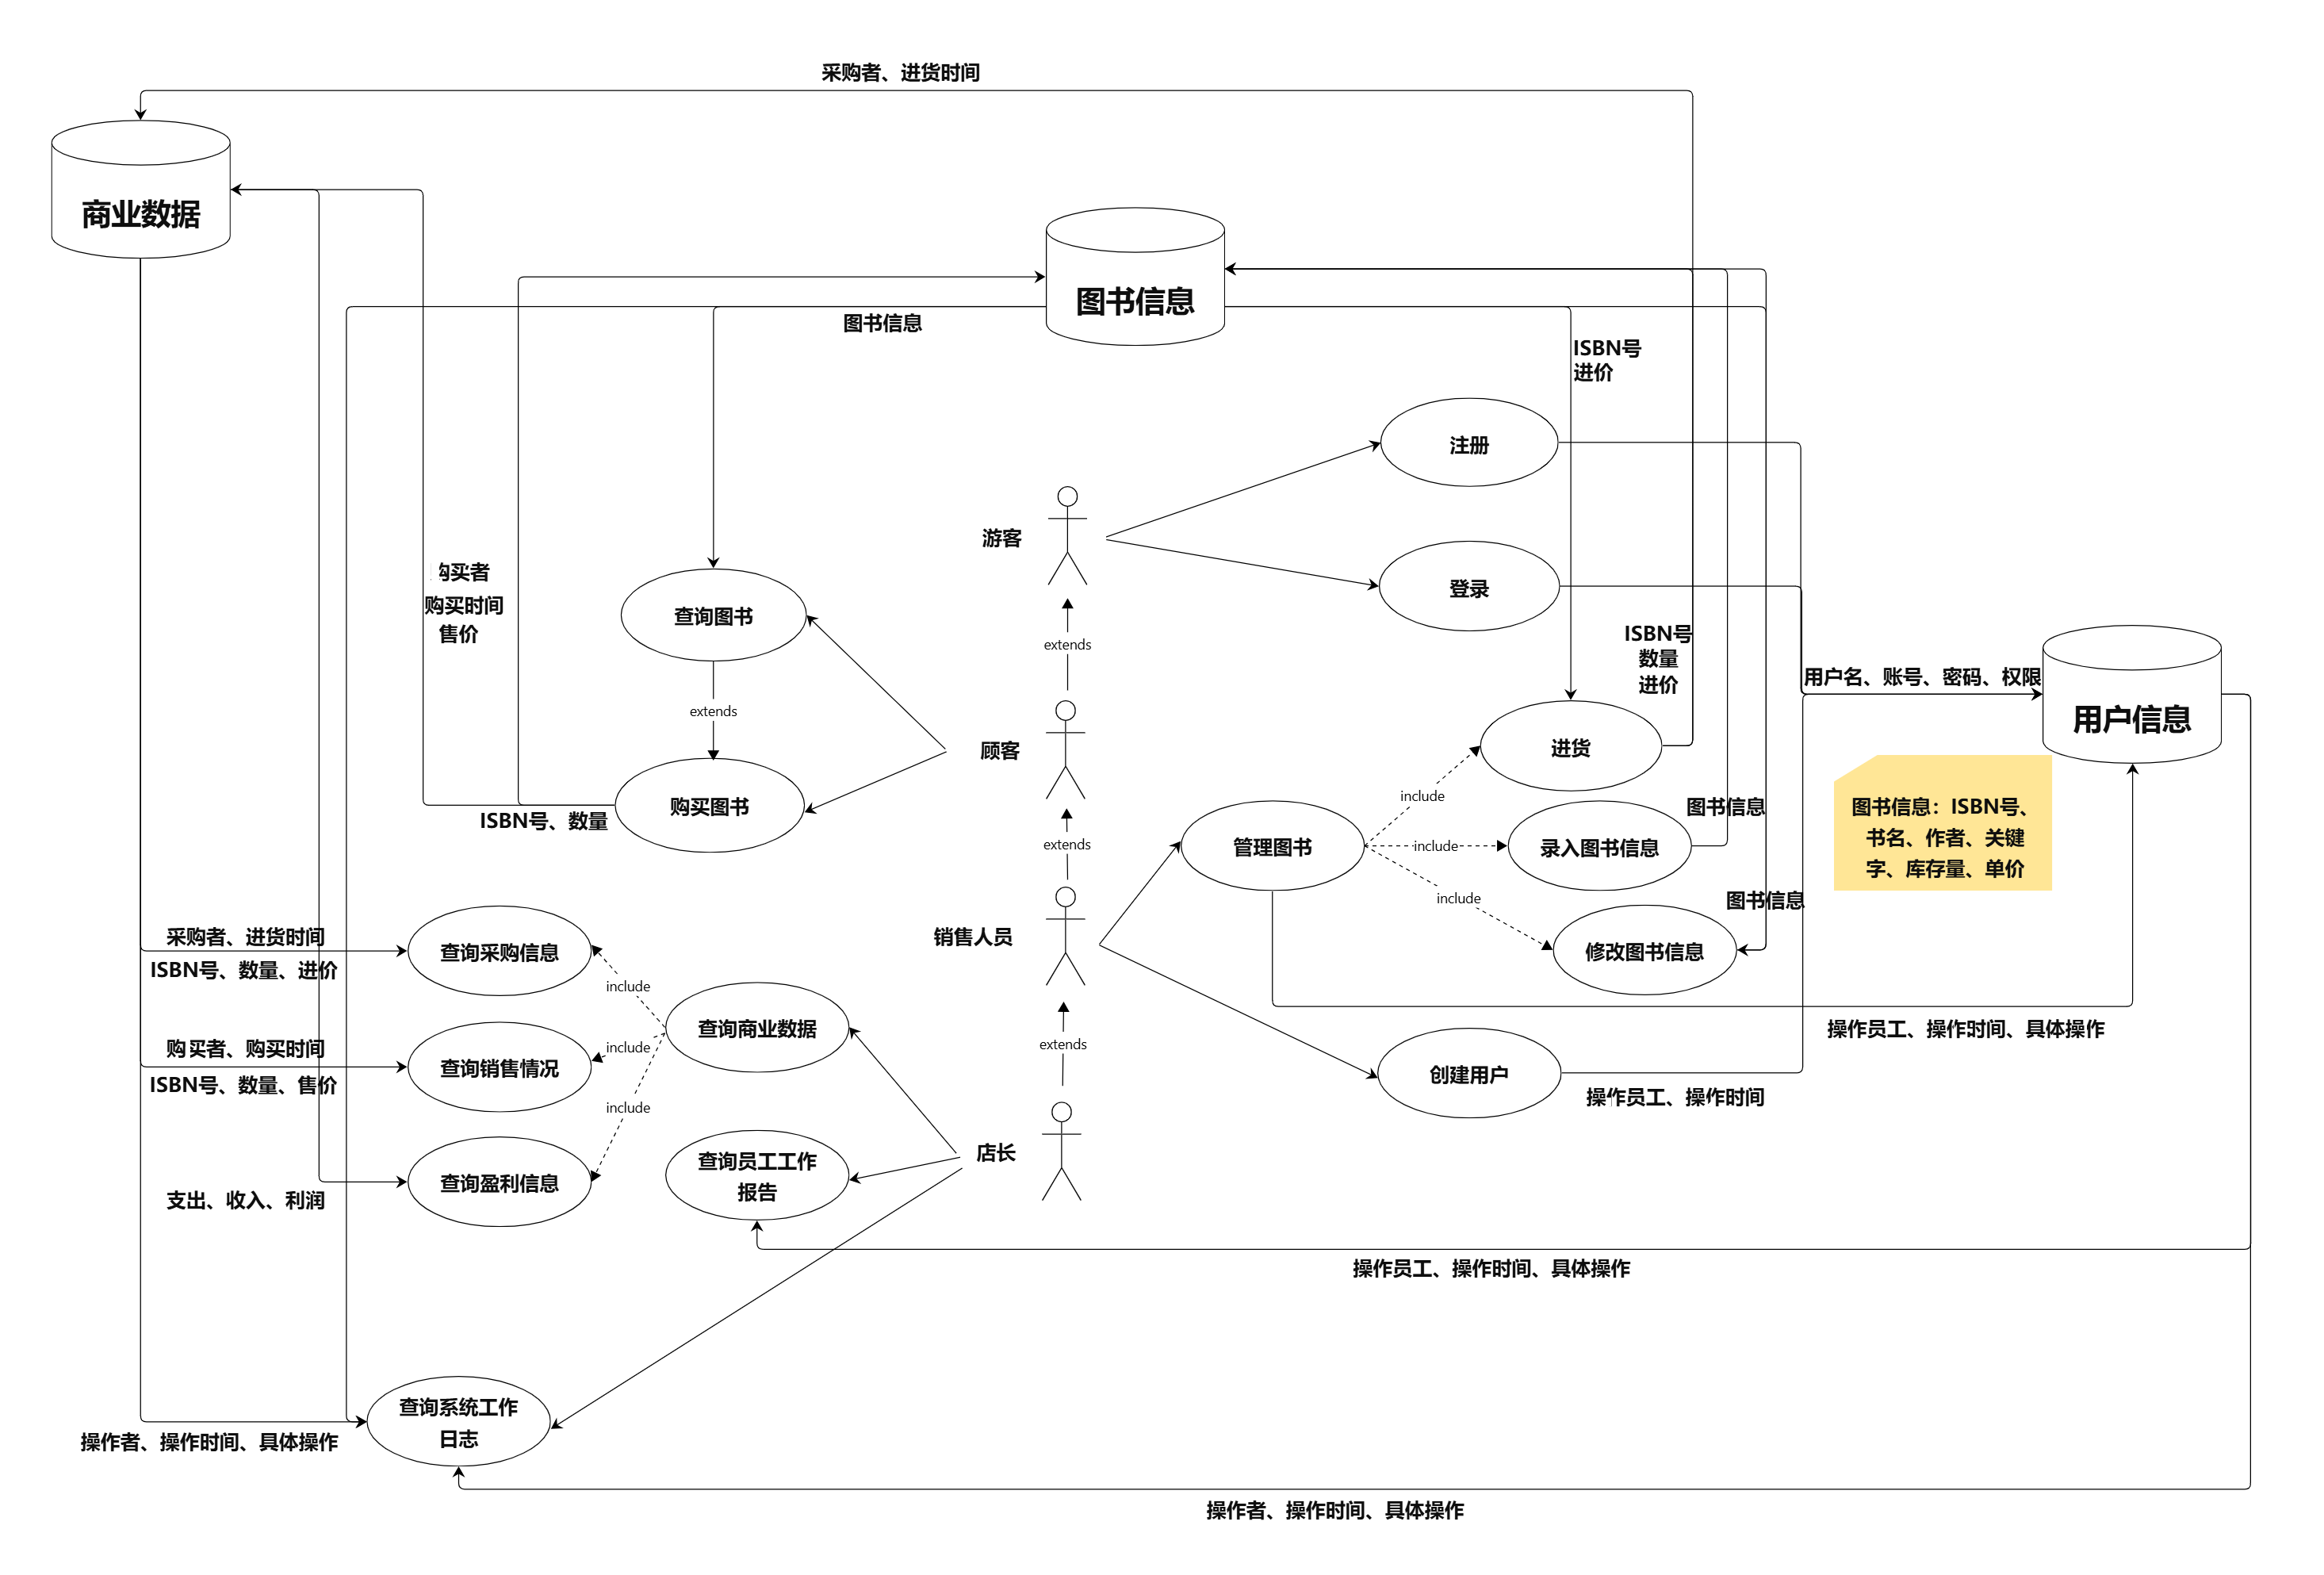 采购者、进货时间
商业数据
图书信息
图书信息
ISBN号
进价
注册
游客
登录
购买者
购买时间
售价
查询图书
extends
ISBN号
数量
进价
用户名、账号、密码、权限
用户信息
extends
顾客
进货
购买图书
ISBN号、数量
include
图书信息
图书信息：ISBN号、
书名、作者、关键
字、库存量、单价
extends
管理图书
include
录入图书信息
include
图书信息
销售人员
采购者、进货时间
ISBN号、数量、进价
查询采购信息
修改图书信息
include
查询商业数据
操作员工、操作时间、具体操作
extends
购买者、购买时间
ISBN号、数量、售价
查询销售情况
include
创建用户
操作员工、操作时间
include
店长
查询员工工作
报告
查询盈利信息
支出、收入、利润
操作员工、操作时间、具体操作
查询系统工作
日志
操作者、操作时间、具体操作
操作者、操作时间、具体操作